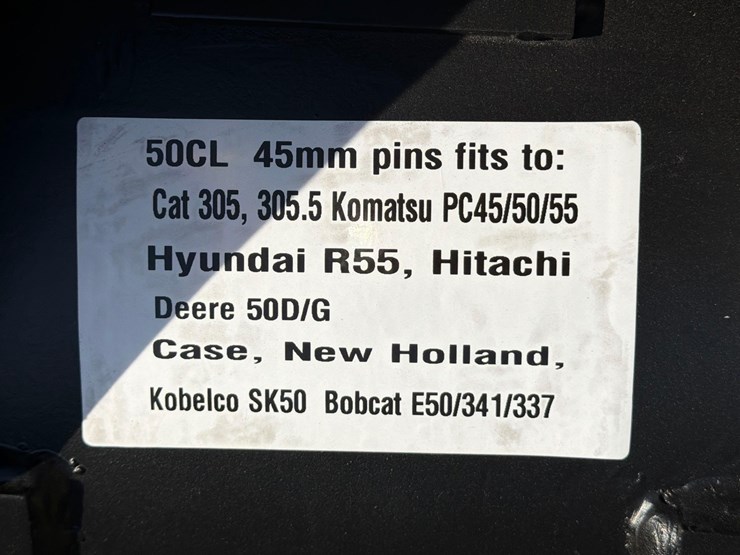 50CL 45mm pins fits to:
Cat 305, 305.5 Komatsu PC45/50/55
Hyundai R55, Hitachi
Deere 50D/G
Case, New Holland,
Kobelco SK50 Bobcat E50/341/337